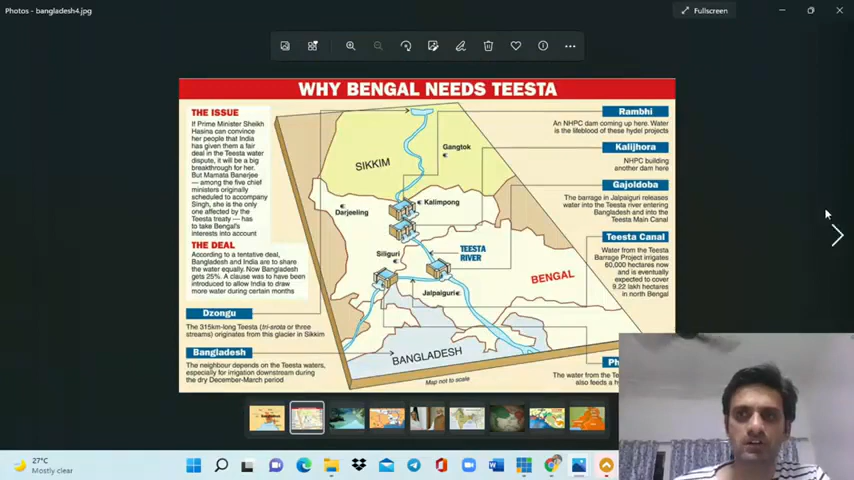 Photos - bangladesh4.jpg
Fullscreen
WHY BENGAL NEEDS TEESTA
THE ISSUE
If Prime Minister Sheikh
Hasina can convince
her people that India
has given them a fair
deal in the Teesta water
dispute, it will be a big
breakthrough for her.
But Mamata Banerjee
– among the five chief
ministers originally
scheduled to accompany
Singh, she is the only
one affected by the
Teesta treaty – has
to take Bengal's
interests into account
THE DEAL
According to a tentative deal,
Bangladesh and India are to share
the water equally. Now Bangladesh
gets 25%. A clause was to have been
introduced to allow India to draw
more water during certain months
Dzongu
The 315km-long Teesta (tri-srota or three
streams) originates from this glacier in Sikkim
Bangladesh
The neighbour depends on the Teesta waters,
especially for irrigation downstream during
the dry December-March period
SIKKIM
Gangtok
Darjeeling
Kalimpong
Siliguri
TEESTA
RIVER
BENGAL
Jalpaiguri
BANGLADESH
Map not to scale
Rambhi
An NHPC dam coming up here. Water
is the lifeblood of these hydel projects
Kalijhora
NHPC building
another dam here
Gajoldoba
The barrage in Jalpaiguri releases
water into the Teesta river entering
Bangladesh and into the
Teesta Main Canal
Teesta Canal
Water from the Teesta
Barrage Project irrigates
60,000 hectares now
and is eventually
expected to cover
9.22 lakh hectares
in north Bengal
Ph
The water from the
also feeds a h
27°C
Mostly clear